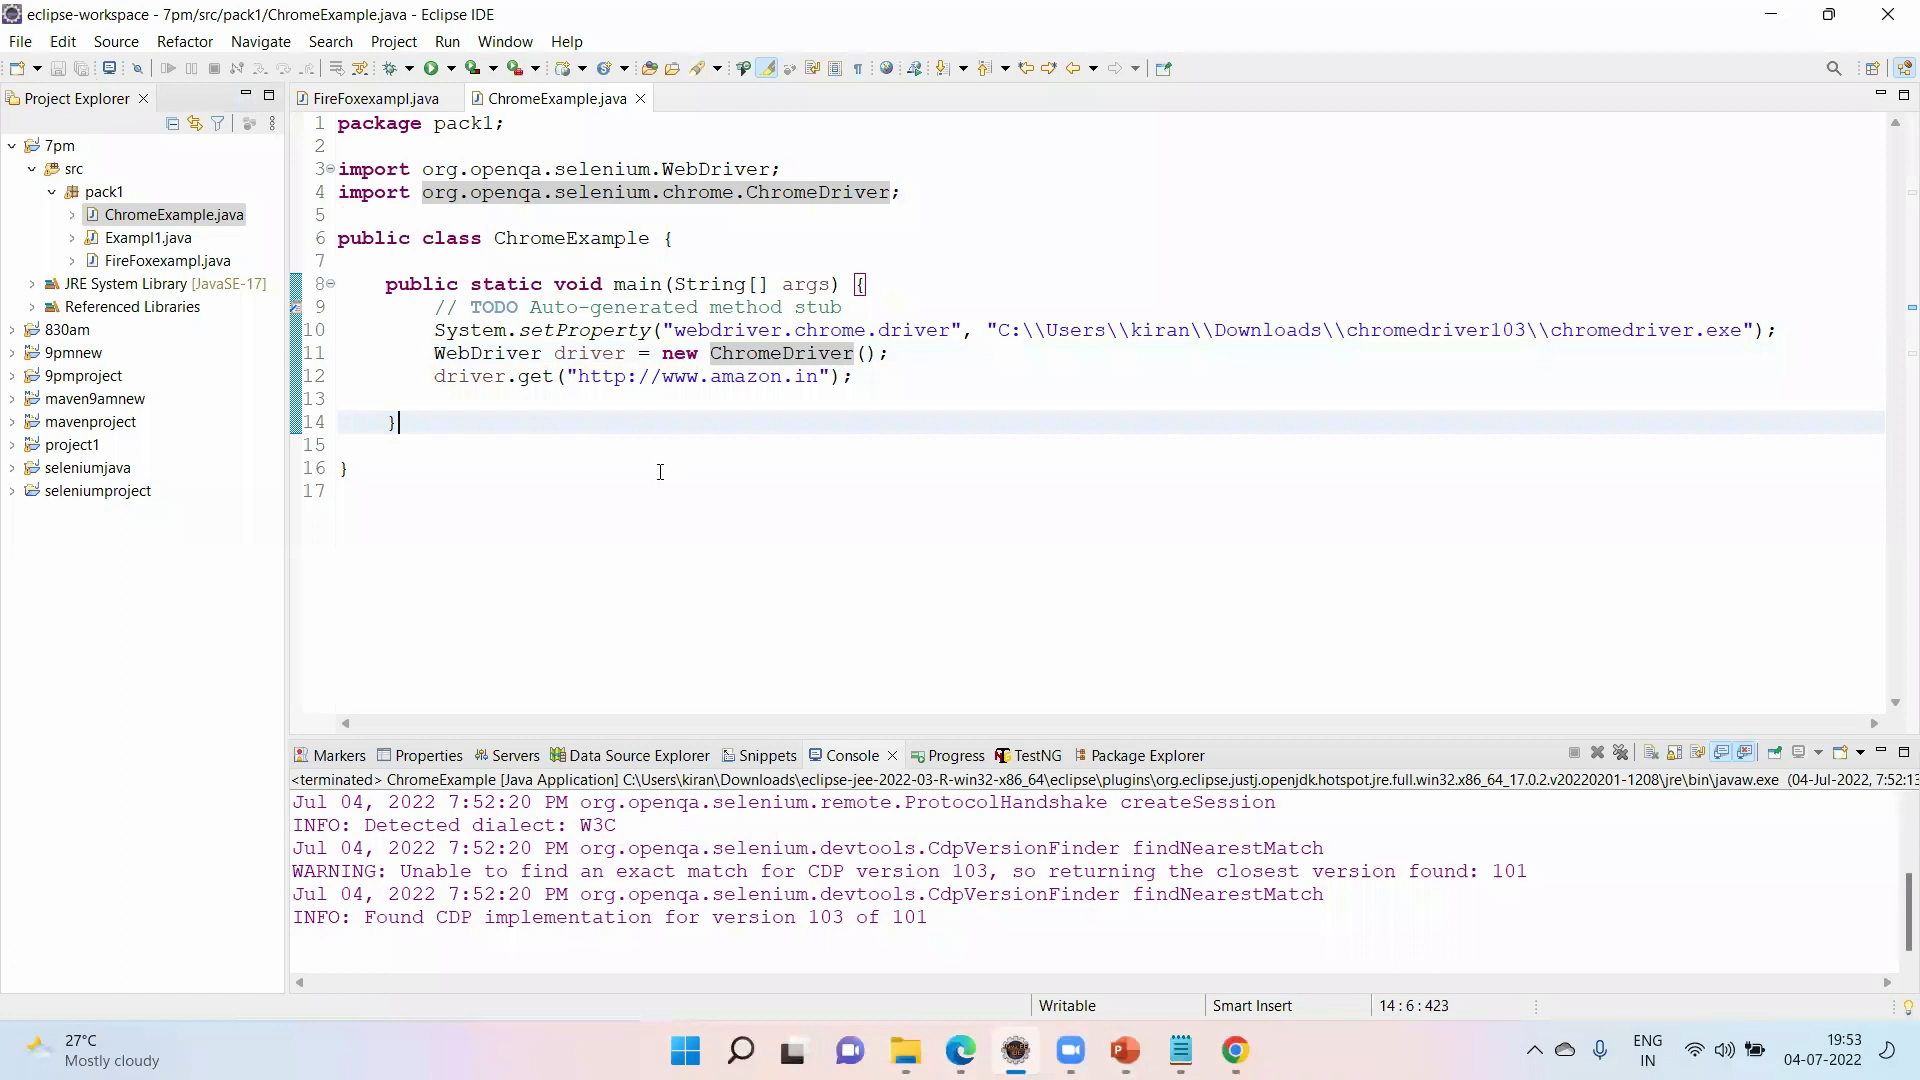 eclipse-workspace - 7pm/src/pack1/ChromeExample.java - Eclipse IDE
File Edit Source Refactor Navigate Search Project Run Window Help
Project Explorer
FireFoxexampl.java ChromeExample.java
7pm
src
pack1
ChromeExample.java
Exampl1.java
FireFoxexampl.java
JRE System Library [JavaSE-17]
Referenced Libraries
830am
9pmnew
9pmproject
maven9amnew
mavenproject
project1
seleniumjava
seleniumproject
1 package pack1;
2
3 import org.openqa.selenium.WebDriver;
4 import org.openqa.selenium.chrome.ChromeDriver;
5
6 public class ChromeExample {
7
8 public static void main(String[] args) {
9 // TODO Auto-generated method stub
10 System.setProperty("webdriver.chrome.driver", "C:\\Users\\kiran\\Downloads\\chromedriver103\\chromedriver.exe");
11 WebDriver driver = new ChromeDriver();
12 driver.get("http://www.amazon.in");
13
14 }
15
16 }
17
Markers Properties Servers Data Source Explorer Snippets Console Progress TestNG Package Explorer
<terminated> ChromeExample [Java Application] C:\Users\kiran\Downloads\eclipse-jee-2022-03-R-win32-x86_64\eclipse\plugins\org.eclipse.justj.openjdk.hotspot.jre.full.win32.x86_64_17.0.2.v20220201-1208\jre\bin\javaw.exe (04-Jul-2022, 7:52:13
Jul 04, 2022 7:52:20 PM org.openqa.selenium.remote.ProtocolHandshake createSession
INFO: Detected dialect: W3C
Jul 04, 2022 7:52:20 PM org.openqa.selenium.devtools.CdpVersionFinder findNearestMatch
WARNING: Unable to find an exact match for CDP version 103, so returning the closest version found: 101
Jul 04, 2022 7:52:20 PM org.openqa.selenium.devtools.CdpVersionFinder findNearestMatch
INFO: Found CDP implementation for version 103 of 101
Writable Smart Insert 14 : 6 : 423
27°C
Mostly cloudy
ENG
IN
19:53
04-07-2022